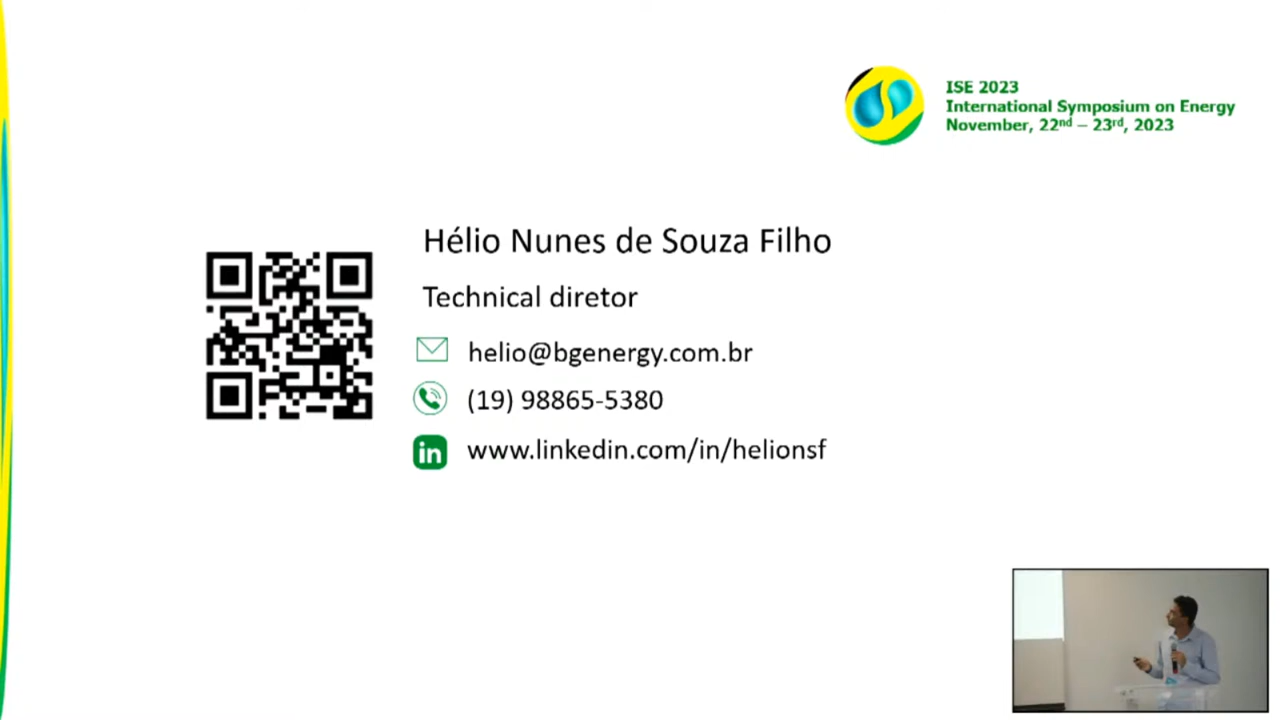 ISE 2023
International Symposium on Energy
November, 22nd – 23rd, 2023
Hélio Nunes de Souza Filho
Technical diretor
helio@bgenergy.com.br
(19) 98865-5380
in www.linkedin.com/in/helionsf